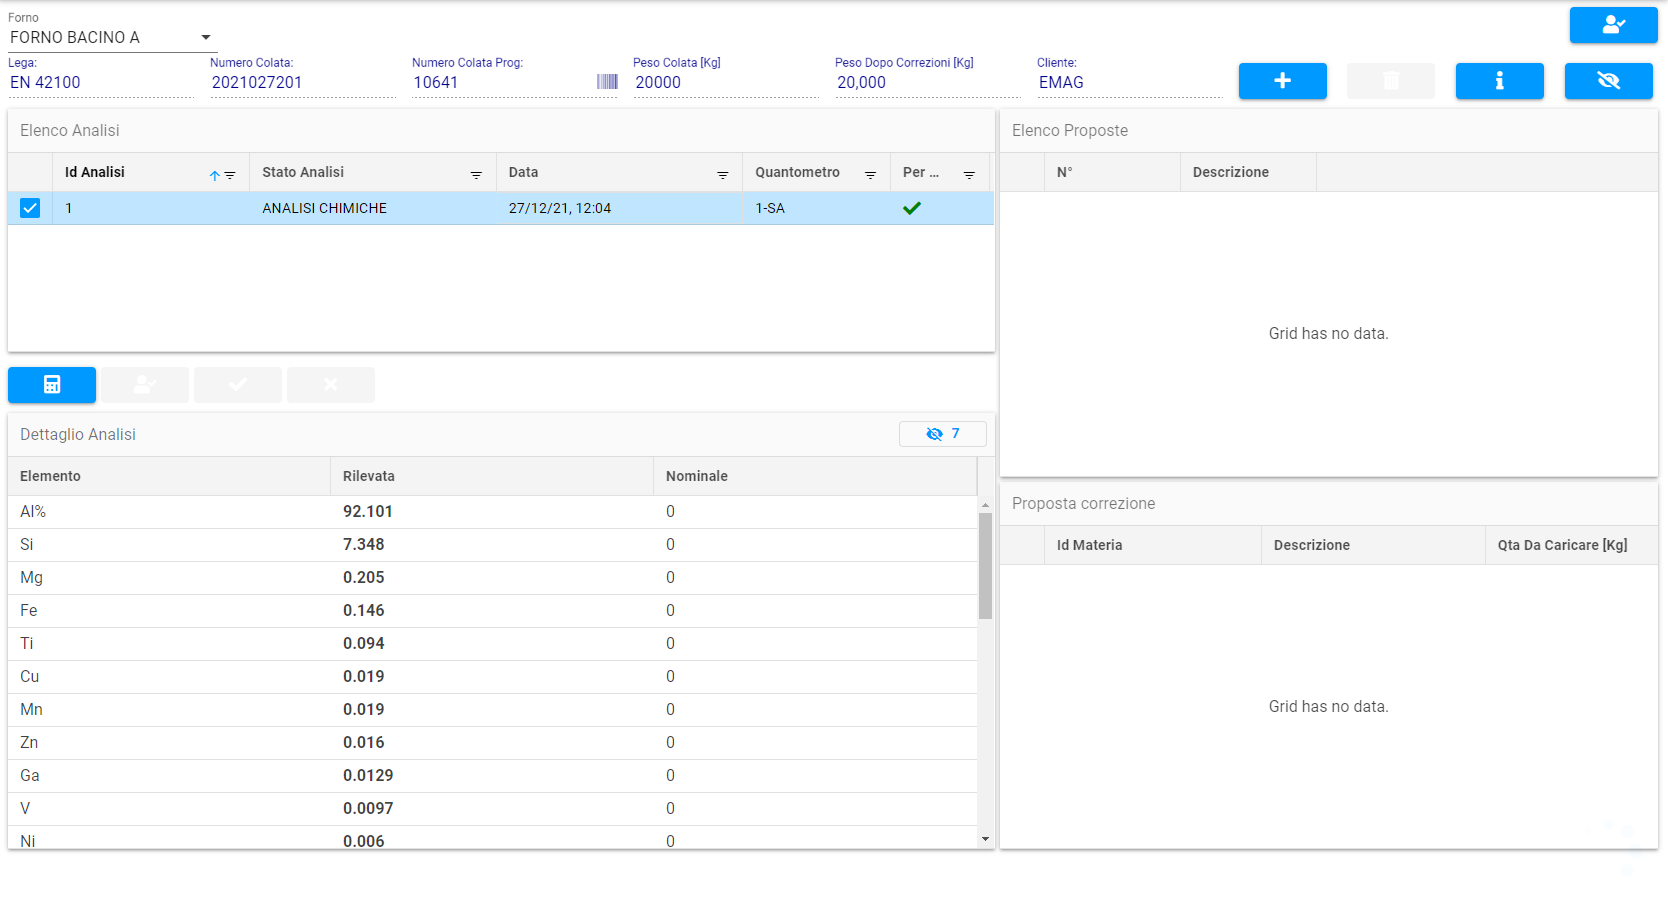 Forno
FORNO BACINO A
Lega: Numero Colata: Numero Colata Prog: Peso Colata [Kg] Peso Dopo Correzioni [Kg] Cliente:
EN 42100 2021027201 10641 20000 20,000 EMAG
Elenco Analisi
Id Analisi Stato Analisi Data Quantometro Per ...
1 ANALISI CHIMICHE 27/12/21, 12:04 1-SA
Elenco Proposte
N° Descrizione
Grid has no data.
Dettaglio Analisi 7
Elemento Rilevata Nominale
Al% 92.101 0
Si 7.348 0
Mg 0.205 0
Fe 0.146 0
Ti 0.094 0
Cu 0.019 0
Mn 0.019 0
Zn 0.016 0
Ga 0.0129 0
V 0.0097 0
Ni 0.006 0
Proposta correzione
Id Materia Descrizione Qta Da Caricare [Kg]
Grid has no data.